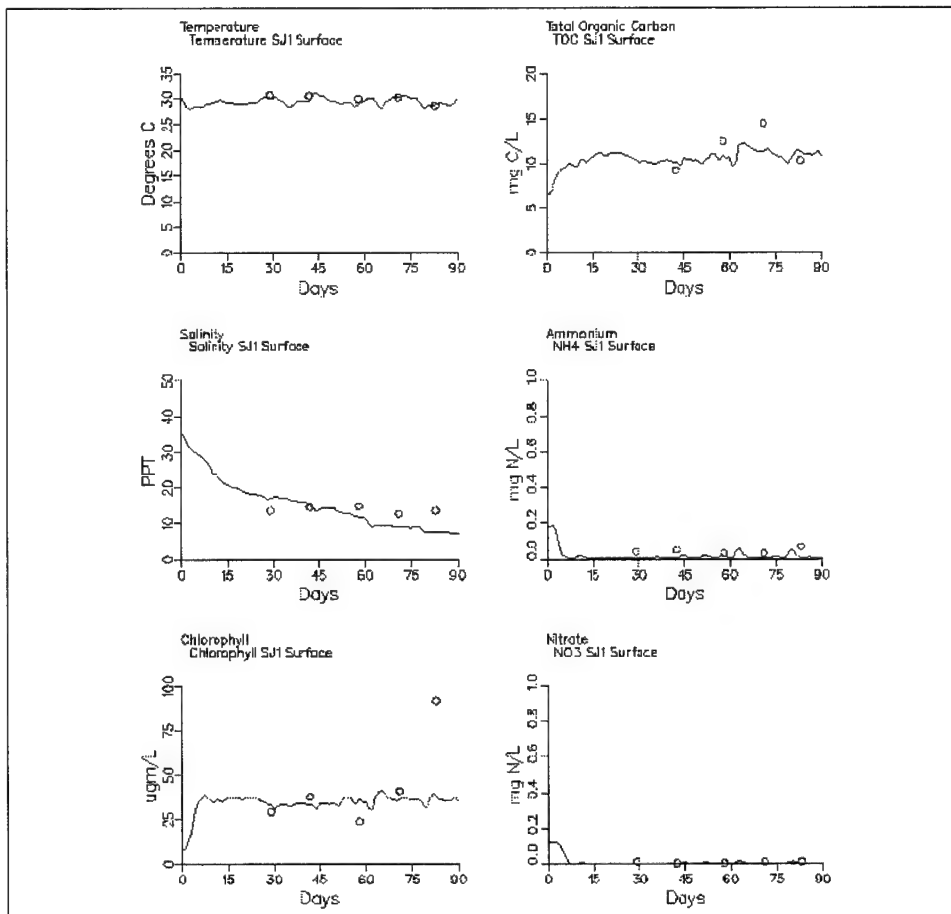 Temperature
Temperature SJ1 Surface
Degrees C
0 5 10 15 20 25 30 35
0 15 30 45 60 75 90
Days
Total Organic Carbon
TOC SJ1 Surface
mg C/L
0 5 10 15 20
0 15 30 45 60 75 90
Days
Salinity
Salinity SJ1 Surface
PPT
0 10 20 30 40 50
0 15 30 45 60 75 90
Days
Ammonium
NH4 SJ1 Surface
mg N/L
0.0 0.2 0.4 0.6 0.8 1.0
0 15 30 45 60 75 90
Days
Chlorophyll
Chlorophyll SJ1 Surface
ugm/L
0 25 50 75 100
0 15 30 45 60 75 90
Days
Nitrate
NO3 SJ1 Surface
mg N/L
0.0 0.2 0.4 0.6 0.8 1.0
0 15 30 45 60 75 90
Days